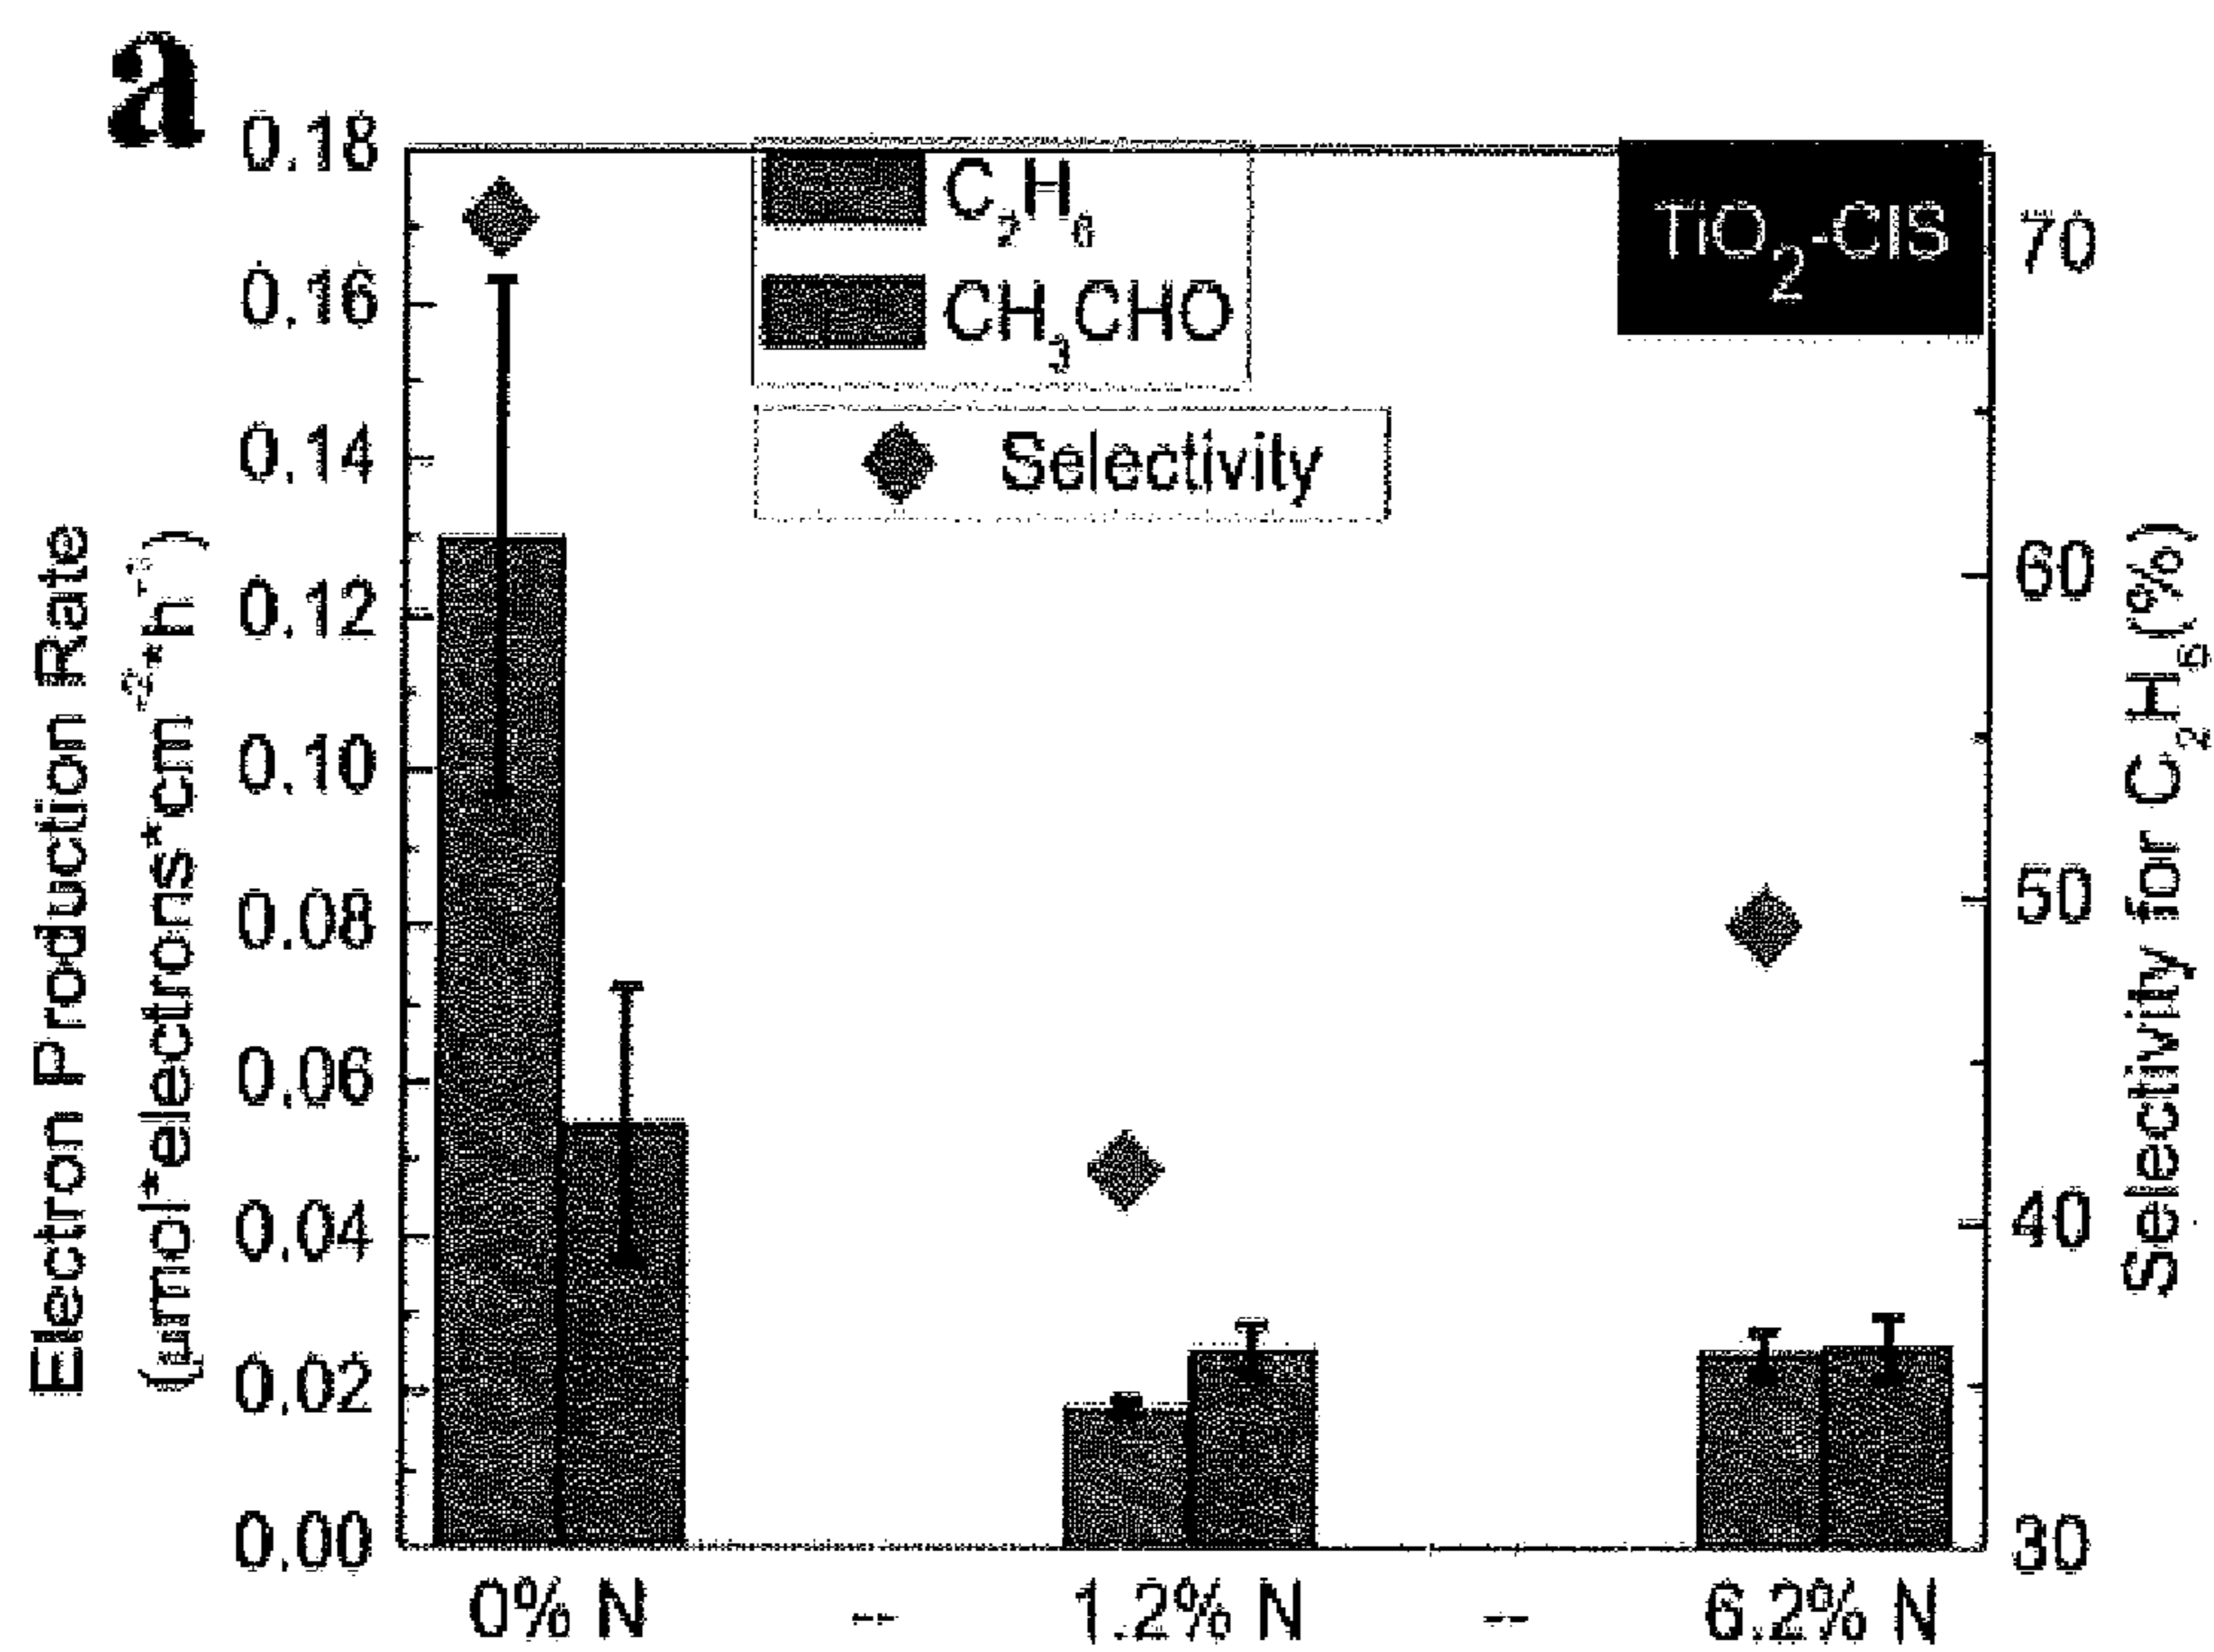 a
0.18
0.16
0.14
0.12
0.10
0.08
0.06
0.04
0.02
0.00
Electron Production Rate
(µmol*electrons*cm⁻²*h⁻¹)
C₂H₆
CH₃CHO
Selectivity
TiO₂-CIS
70
60
50
40
30
Selectivity for C₂H₆(%)
0% N -- 1.2% N -- 6.2% N